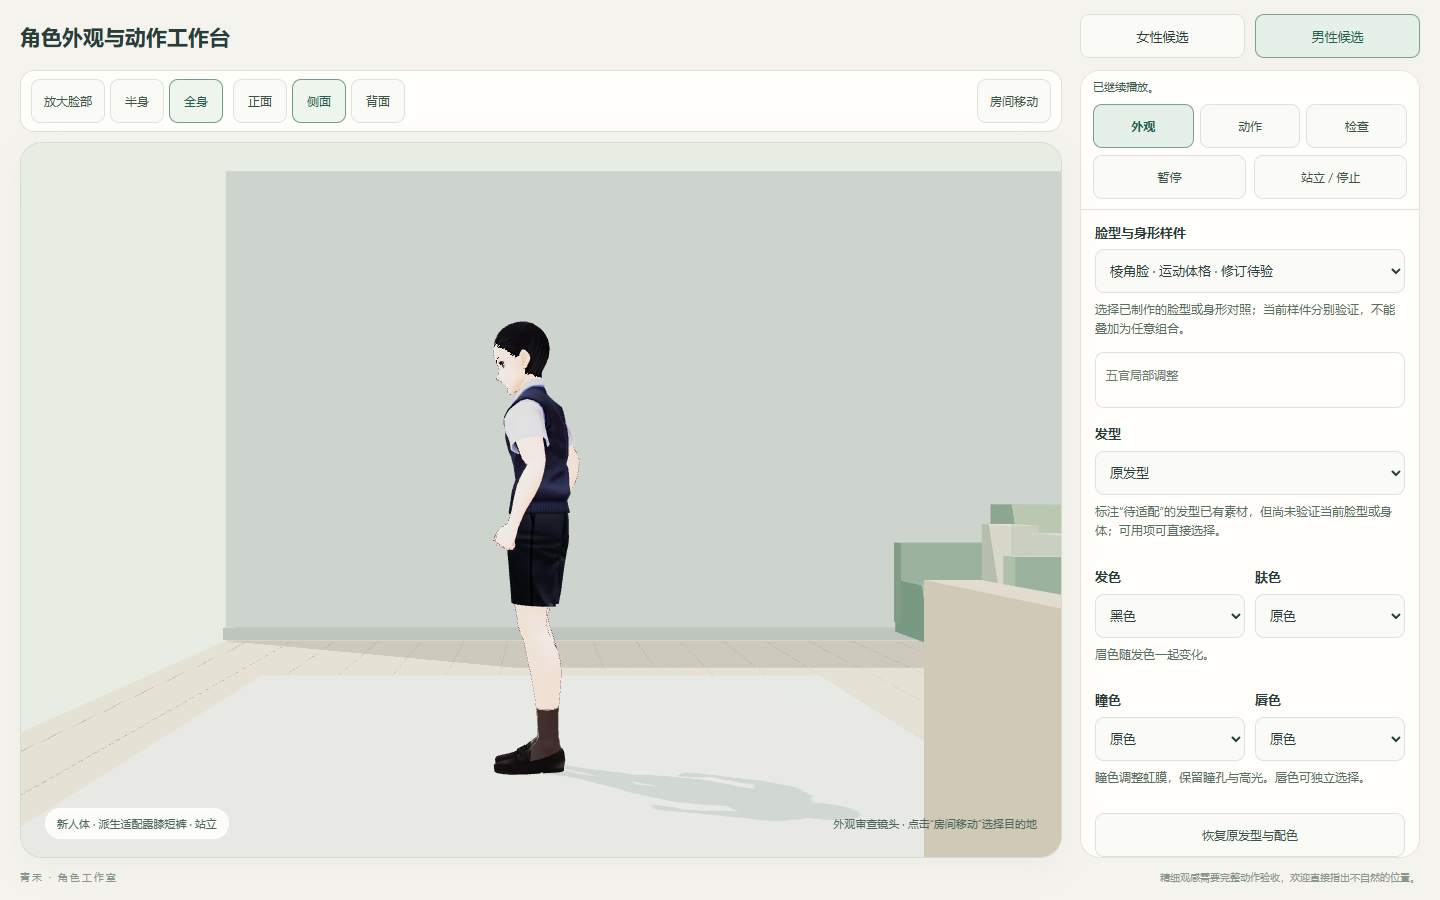 角色外观与动作工作台
女性候选
男性候选
放大脸部
半身
全身
正面
侧面
背面
房间移动
已继续播放。
外观
动作
检查
暂停
站立 / 停止
脸型与身形样件
棱角脸 · 运动体格 · 修订待验
选择已制作的脸型或身形对照；当前样件分别验证，不能
叠加为任意组合。
五官局部调整
发型
原发型
标注“待适配”的发型已有素材，但尚未验证当前脸型或身
体；可用项可直接选择。
发色
肤色
黑色
原色
眉色随发色一起变化。
瞳色
唇色
原色
原色
瞳色调整虹膜，保留瞳孔与高光。唇色可独立选择。
恢复原发型与配色
新人体 · 派生适配露膝短裤 · 站立
外观审查镜头 · 点击“房间移动”选择目的地
青禾 · 角色工作室
精细观感需要完整动作验收，欢迎直接指出不自然的位置。